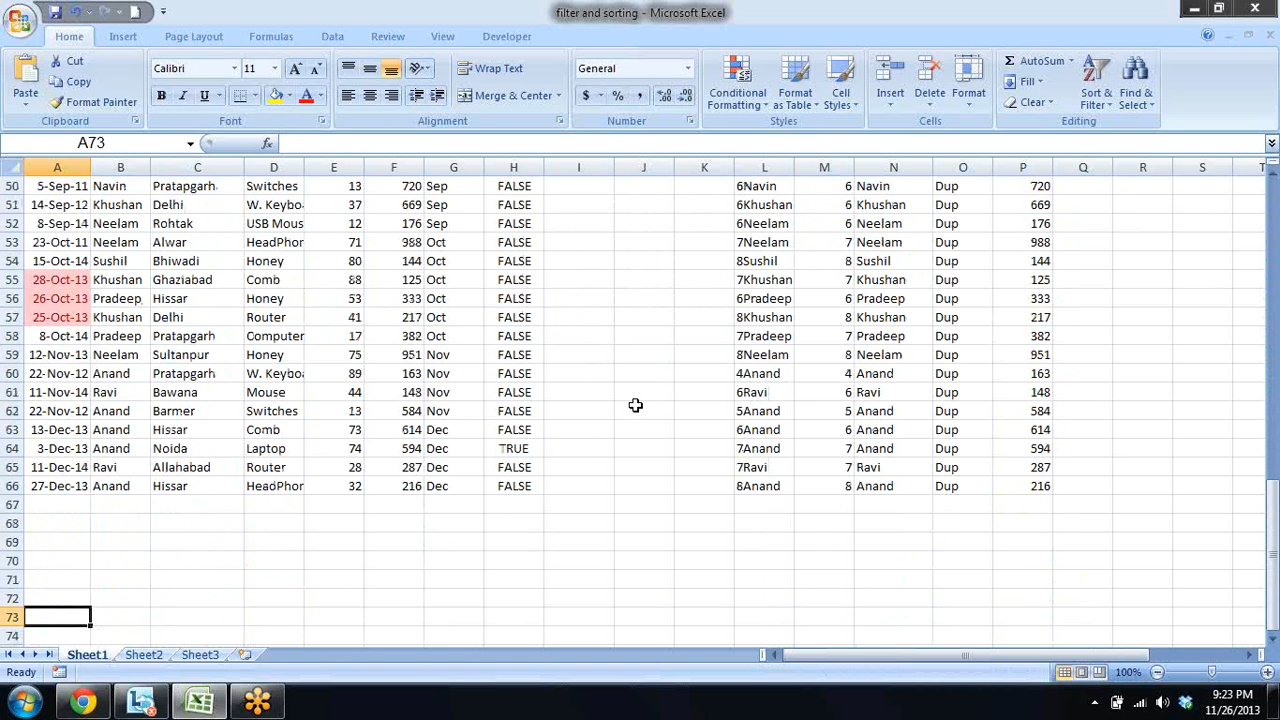 filter and sorting - Microsoft Excel
Home Insert Page Layout Formulas Data Review View Developer
Paste Cut Copy Format Painter Clipboard
Calibri 11 B I U A A A Font
Wrap Text Merge & Center Alignment
General $ % , Number
Conditional Formatting Format as Table Cell Styles Styles
Insert Delete Format Cells
Σ AutoSum Fill Clear Sort & Filter Find & Select Editing
A73 fx
A B C D E F G H I J K L M N O P Q R S T
50 5-Sep-11 Navin Pratapgarh Switches 13 720 Sep FALSE 6Navin 6 Navin Dup 720
51 14-Sep-12 Khushan Delhi W. Keybo 37 669 Sep FALSE 6Khushan 6 Khushan Dup 669
52 8-Sep-14 Neelam Rohtak USB Mous 12 176 Sep FALSE 6Neelam 6 Neelam Dup 176
53 23-Oct-11 Neelam Alwar HeadPhor 71 988 Oct FALSE 7Neelam 7 Neelam Dup 988
54 15-Oct-14 Sushil Bhiwadi Honey 80 144 Oct FALSE 8Sushil 8 Sushil Dup 144
55 28-Oct-13 Khushan Ghaziabad Comb 88 125 Oct FALSE 7Khushan 7 Khushan Dup 125
56 26-Oct-13 Pradeep Hissar Honey 53 333 Oct FALSE 6Pradeep 6 Pradeep Dup 333
57 25-Oct-13 Khushan Delhi Router 41 217 Oct FALSE 8Khushan 8 Khushan Dup 217
58 8-Oct-14 Pradeep Pratapgarh Computer 17 382 Oct FALSE 7Pradeep 7 Pradeep Dup 382
59 12-Nov-13 Neelam Sultanpur Honey 75 951 Nov FALSE 8Neelam 8 Neelam Dup 951
60 22-Nov-12 Anand Pratapgarh W. Keybo 89 163 Nov FALSE 4Anand 4 Anand Dup 163
61 11-Nov-14 Ravi Bawana Mouse 44 148 Nov FALSE 6Ravi 6 Ravi Dup 148
62 22-Nov-12 Anand Barmer Switches 13 584 Nov FALSE 5Anand 5 Anand Dup 584
63 13-Dec-13 Anand Hissar Comb 73 614 Dec FALSE 6Anand 6 Anand Dup 614
64 3-Dec-13 Anand Noida Laptop 74 594 Dec TRUE 7Anand 7 Anand Dup 594
65 11-Dec-14 Ravi Allahabad Router 28 287 Dec FALSE 7Ravi 7 Ravi Dup 287
66 27-Dec-13 Anand Hissar HeadPhor 32 216 Dec FALSE 8Anand 8 Anand Dup 216
67
68
69
70
71
72
73
74
Sheet1 Sheet2 Sheet3
Ready 100%
9:23 PM
11/26/2013